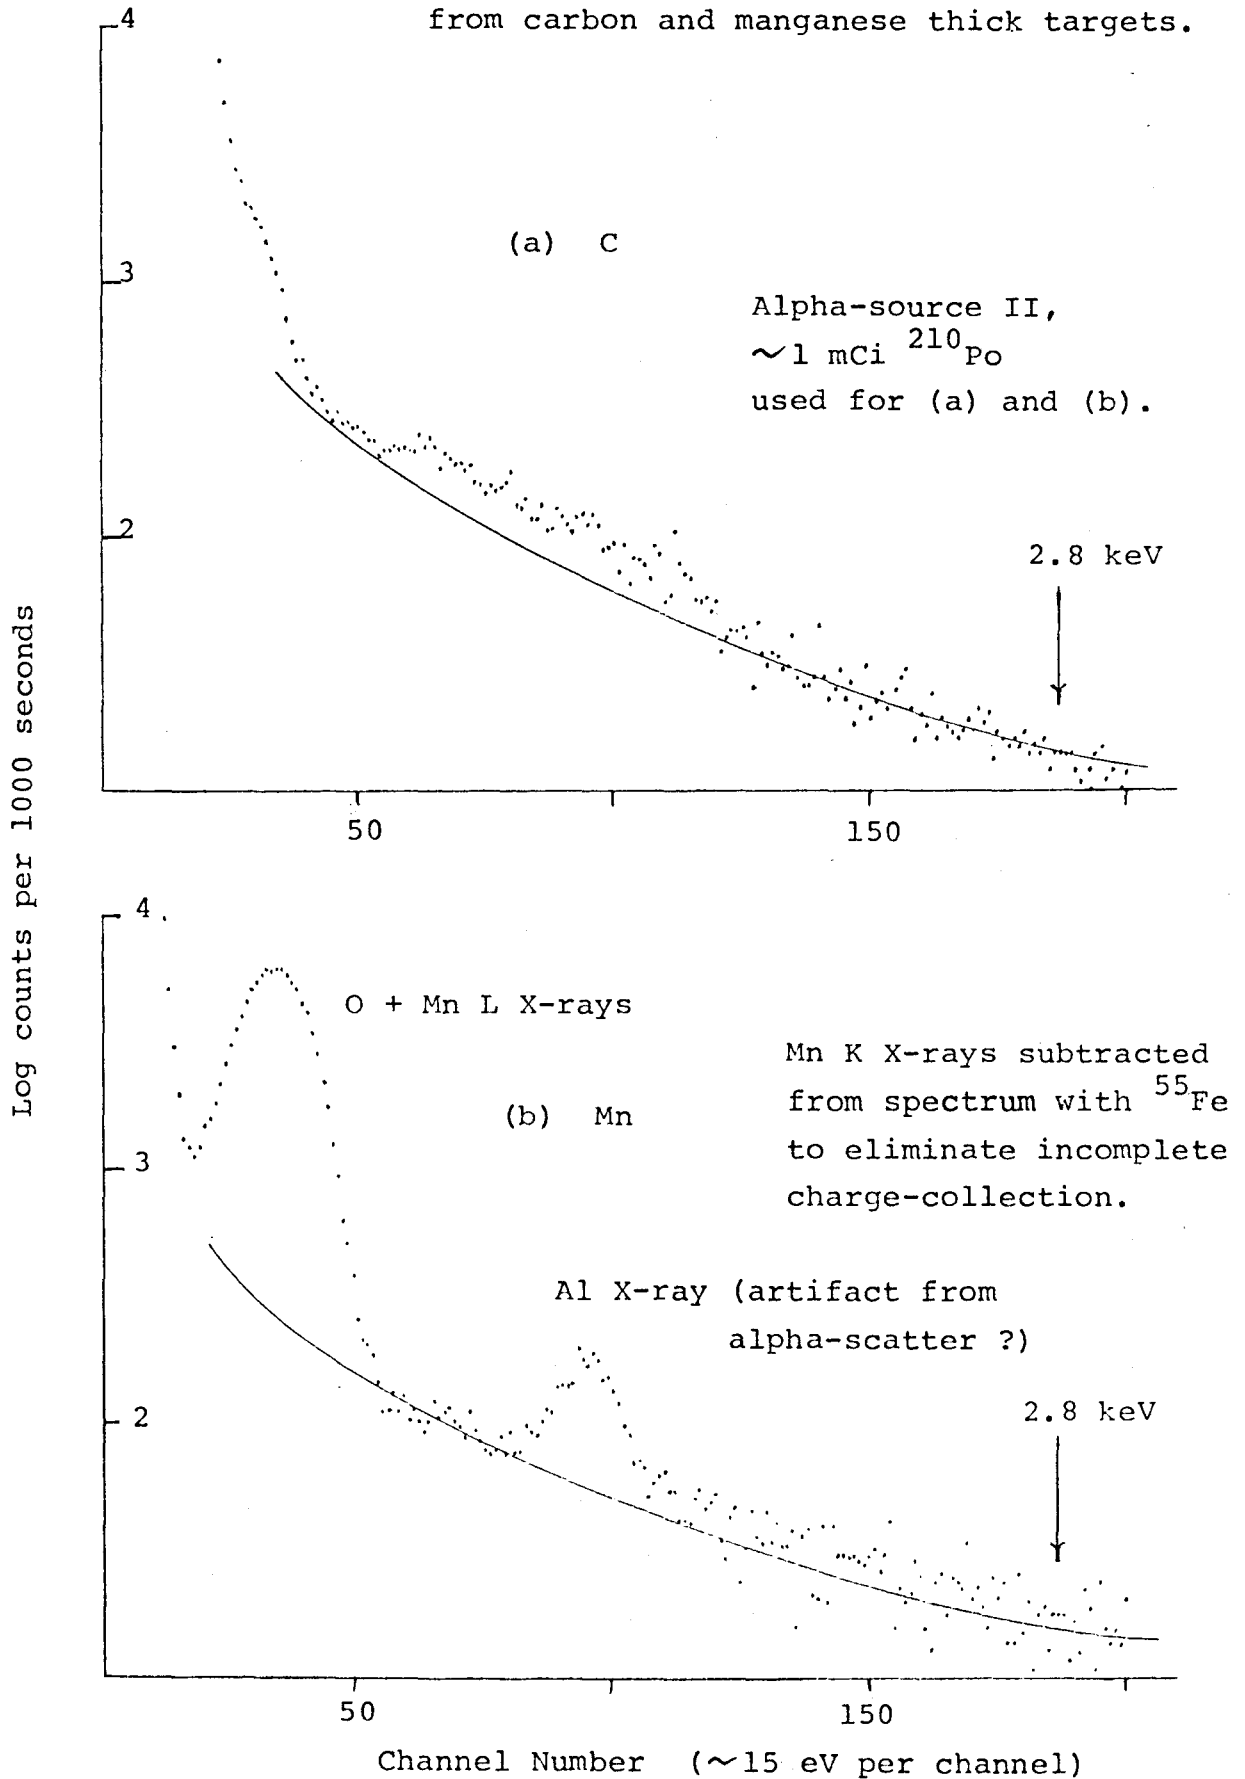 from carbon and manganese thick targets.
4
3
2
(a) C
Alpha-source II,
~1 mCi ²¹⁰Po
used for (a) and (b).
2.8 keV
50
150
Log counts per 1000 seconds
4
3
2
O + Mn L X-rays
(b) Mn
Mn K X-rays subtracted
from spectrum with ⁵⁵Fe
to eliminate incomplete
charge-collection.
Al X-ray (artifact from
alpha-scatter ?)
2.8 keV
50
150
Channel Number (~15 eV per channel)